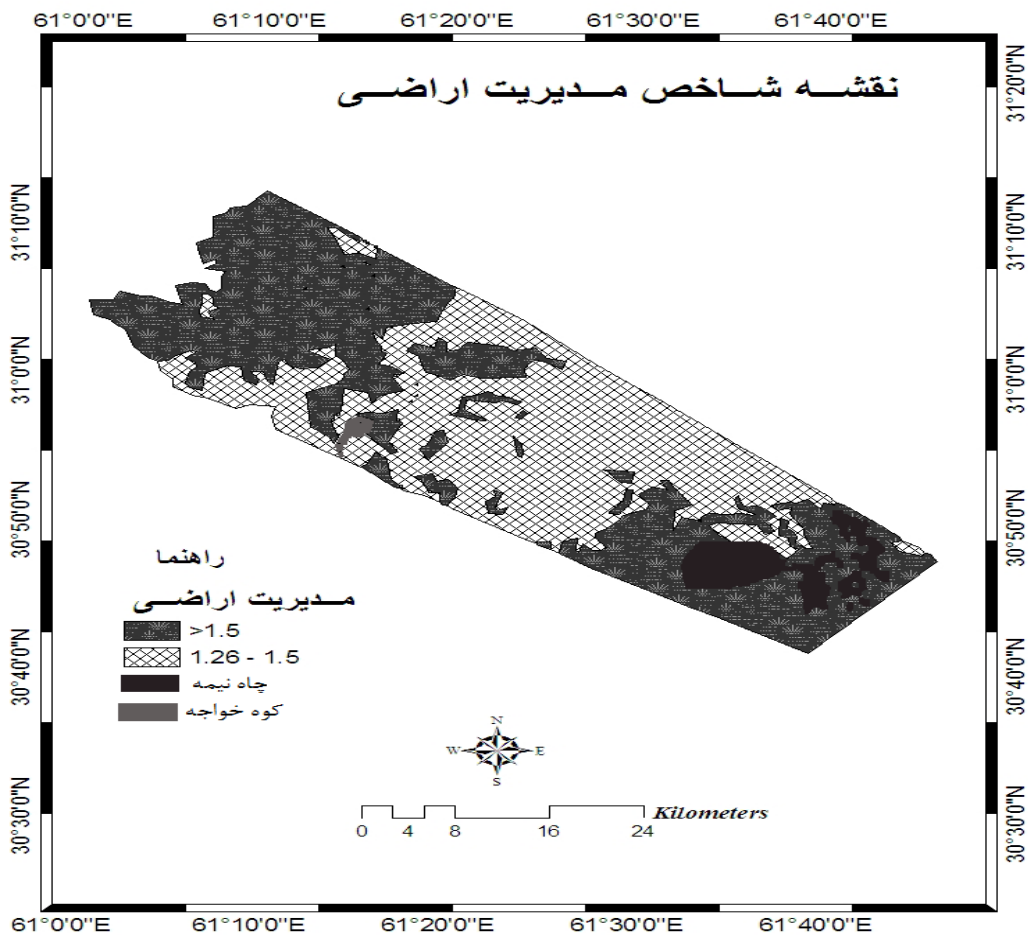 61°0'0"E 61°10'0"E 61°20'0"E 61°30'0"E 61°40'0"E
نقشه شاخص مدیریت اراضی
31°20'0"N
31°10'0"N
31°0'0"N
30°50'0"N
30°40'0"N
30°30'0"N
31°20'0"N
31°10'0"N
31°0'0"N
30°50'0"N
30°40'0"N
30°30'0"N
راهنما
مدیریت اراضی
>1.5
1.26 - 1.5
چاه نیمه
کوه خواجه
N
W E
S
Kilometers
0 4 8 16 24
61°0'0"E 61°10'0"E 61°20'0"E 61°30'0"E 61°40'0"E